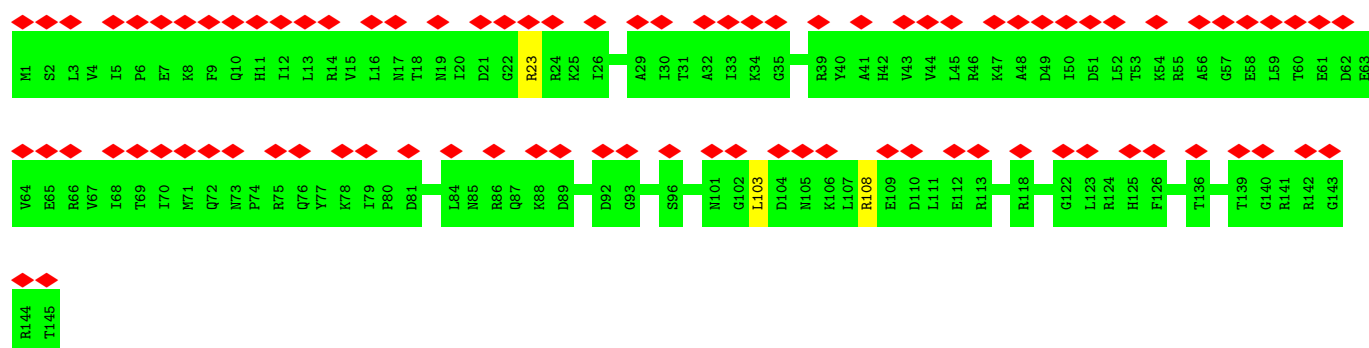 M1 S2 L3 V4 I5 P6 E7 K8 F9 Q10 H11 I12 L13 R14 V15 L16 N17 T18 N19 I20 D21 G22 R23 R24 K25 I26 A29 I30 T31 A32 I33 K34 G35 R39 Y40 A41 H42 V43 V44 L45 R46 K47 A48 D49 I50 D51 L52 T53 K54 R55 A56 G57 E58 L59 T60 E61 D62 E63
V64 E65 R66 V67 I68 T69 I70 M71 Q72 N73 P74 R75 Q76 Y77 K78 I79 P80 D81 L84 N85 R86 Q87 K88 D89 D92 G93 S96 N101 G102 L103 D104 N105 K106 L107 R108 E109 D110 L111 E112 R113 R118 G122 L123 R124 H125 F126 T136 T139 G140 R141 R142 G143
R144 T145